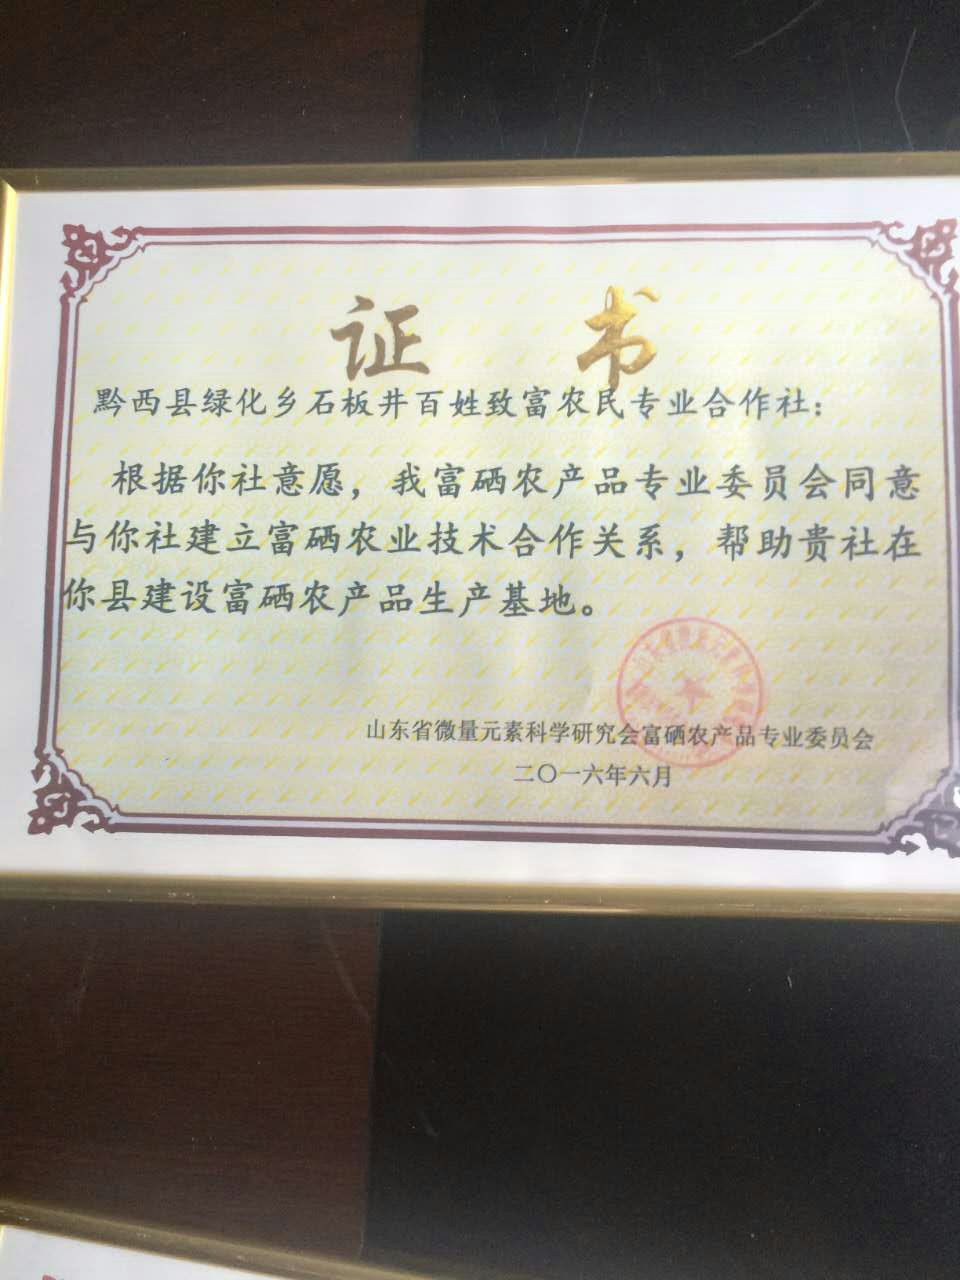 证书
黔西县绿化乡石板井百姓致富农民专业合作社：
根据你社意愿，我富硒农产品专业委员会同意
与你社建立富硒农业技术合作关系，帮助贵社在
你县建设富硒农产品生产基地。
山东省微量元素科学研究会富硒农产品专业委员会
二〇一六年六月